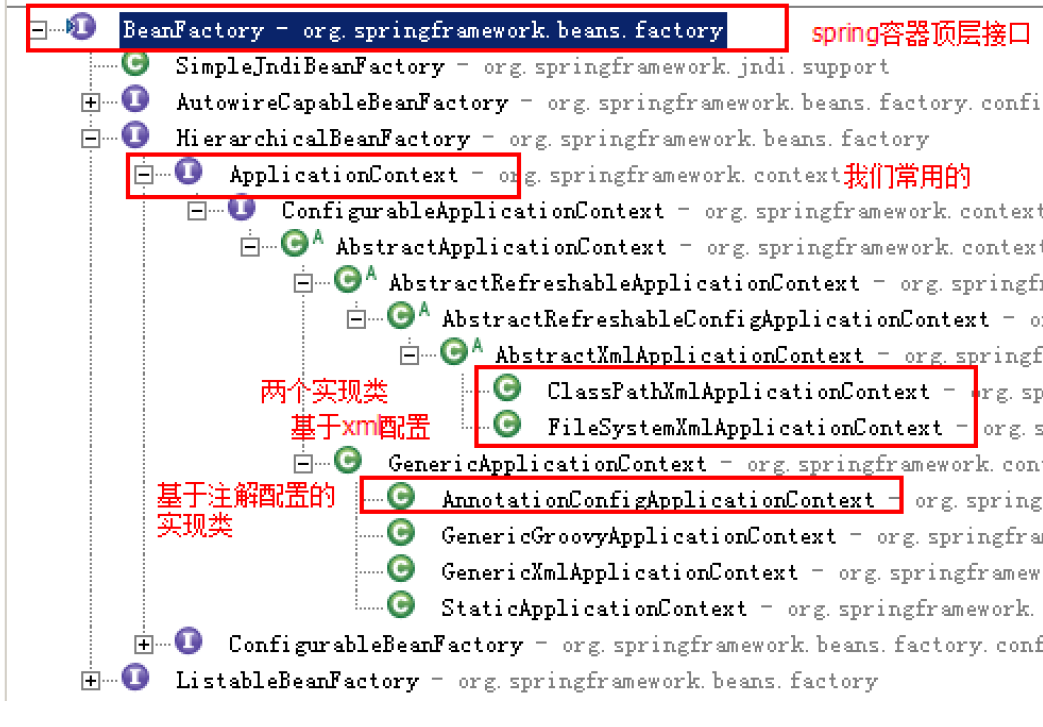 BeanFactory - org.springframework.beans.factory spring容器顶层接口
SimpleJndiBeanFactory - org.springframework.jndi.support
AutowireCapableBeanFactory - org.springframework.beans.factory.confi
HierarchicalBeanFactory - org.springframework.beans.factory
ApplicationContext - org.springframework.context 我们常用的
ConfigurableApplicationContext - org.springframework.context
A AbstractApplicationContext - org.springframework.context
A AbstractRefreshableApplicationContext - org.springfr
A AbstractRefreshableConfigApplicationContext - o
A AbstractXmlApplicationContext - org.springf
两个实现类 ClassPathXmlApplicationContext - org.sp
基于xml配置 FileSystemXmlApplicationContext - org.s
GenericApplicationContext - org.springframework.con
基于注解配置的 AnnotationConfigApplicationContext - org.spring
实现类
GenericGroovyApplicationContext - org.springfra
GenericXmlApplicationContext - org.springframew
StaticApplicationContext - org.springframework.
ConfigurableBeanFactory - org.springframework.beans.factory.conf
ListableBeanFactory - org.springframework.beans.factory